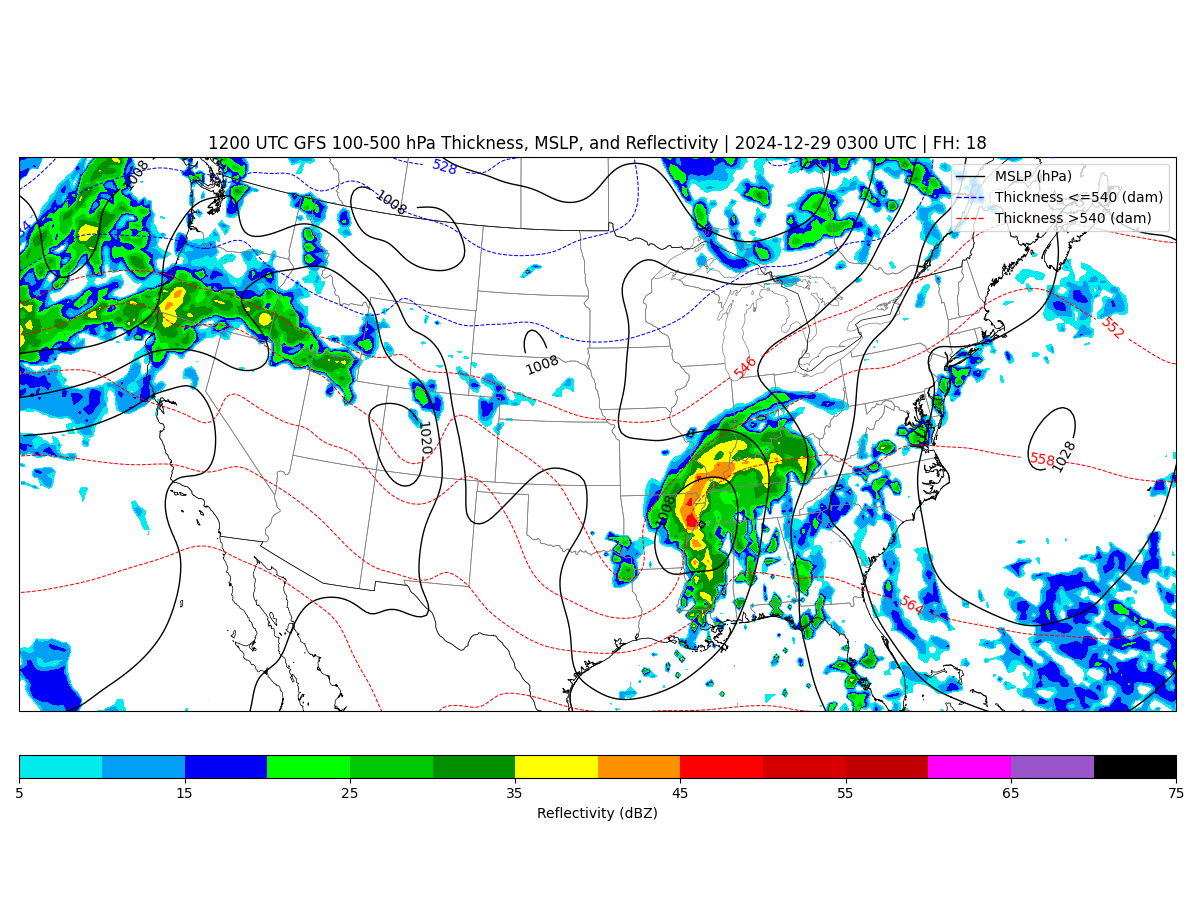 1200 UTC GFS 100-500 hPa Thickness, MSLP, and Reflectivity | 2024-12-29 0300 UTC | FH: 18
MSLP (hPa)
Thickness <=540 (dam)
Thickness >540 (dam)
528
1008
1008
552
1008
546
1020
558
1028
1008
564
5 15 25 35 45 55 65 75
Reflectivity (dBZ)